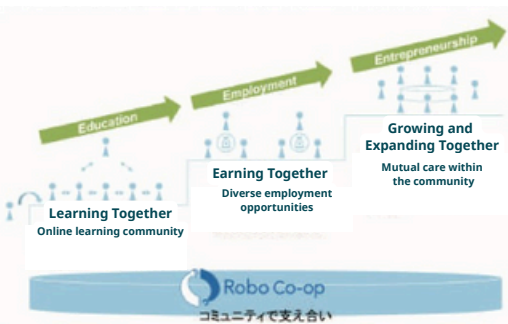 Education
Employment
Entrepreneurship
Learning Together
Online learning community
Earning Together
Diverse employment
opportunities
Growing and
Expanding Together
Mutual care within
the community
Robo Co-op
コミュニティで支え合い